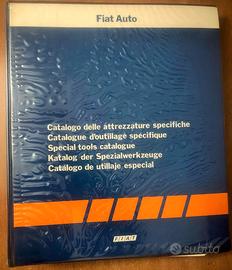 Fiat Auto
Catalogo delle attrezzature specifiche
Catalogue d'outillage spécifique
Special tools catalogue
Katalog der Spezialwerkzeuge
Catálogo de utillaje especial
FIAT
subito